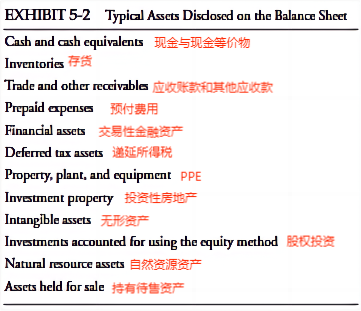 EXHIBIT 5-2 Typical Assets Disclosed on the Balance Sheet
Cash and cash equivalents 现金与现金等价物
Inventories 存货
Trade and other receivables 应收账款和其他应收款
Prepaid expenses 预付费用
Financial assets 交易性金融资产
Deferred tax assets 递延所得税
Property, plant, and equipment PPE
Investment property 投资性房地产
Intangible assets 无形资产
Investments accounted for using the equity method 股权投资
Natural resource assets 自然资源资产
Assets held for sale 持有待售资产